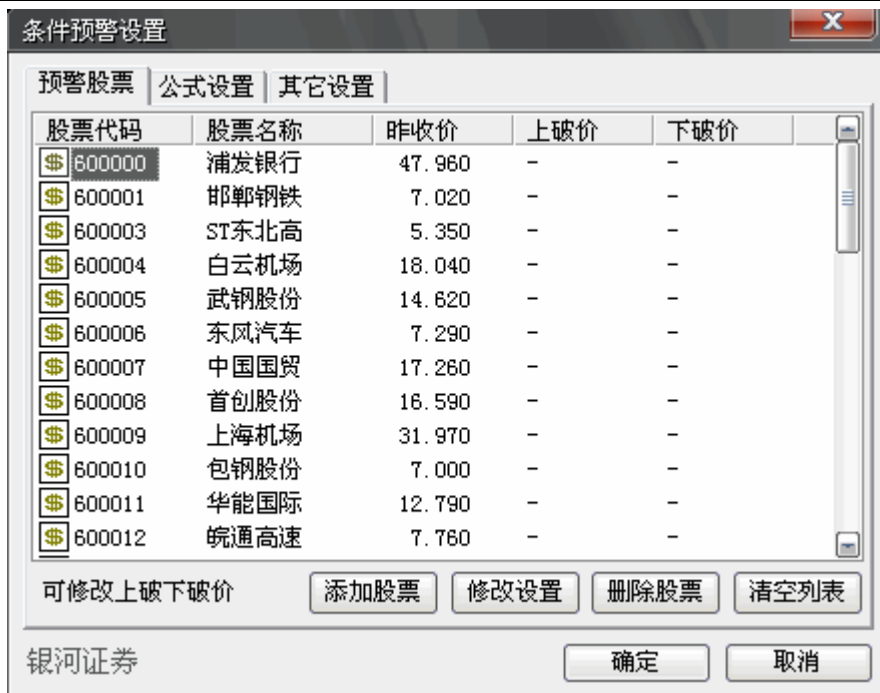 条件预警设置
预警股票 公式设置 其它设置
股票代码 股票名称 昨收价 上破价 下破价
600000 浦发银行 47.960 - -
600001 邯郸钢铁 7.020 - -
600003 ST东北高 5.350 - -
600004 白云机场 18.040 - -
600005 武钢股份 14.620 - -
600006 东风汽车 7.290 - -
600007 中国国贸 17.260 - -
600008 首创股份 16.590 - -
600009 上海机场 31.970 - -
600010 包钢股份 7.000 - -
600011 华能国际 12.790 - -
600012 皖通高速 7.760 - -
可修改上破下破价 添加股票 修改设置 删除股票 清空列表
银河证券 确定 取消